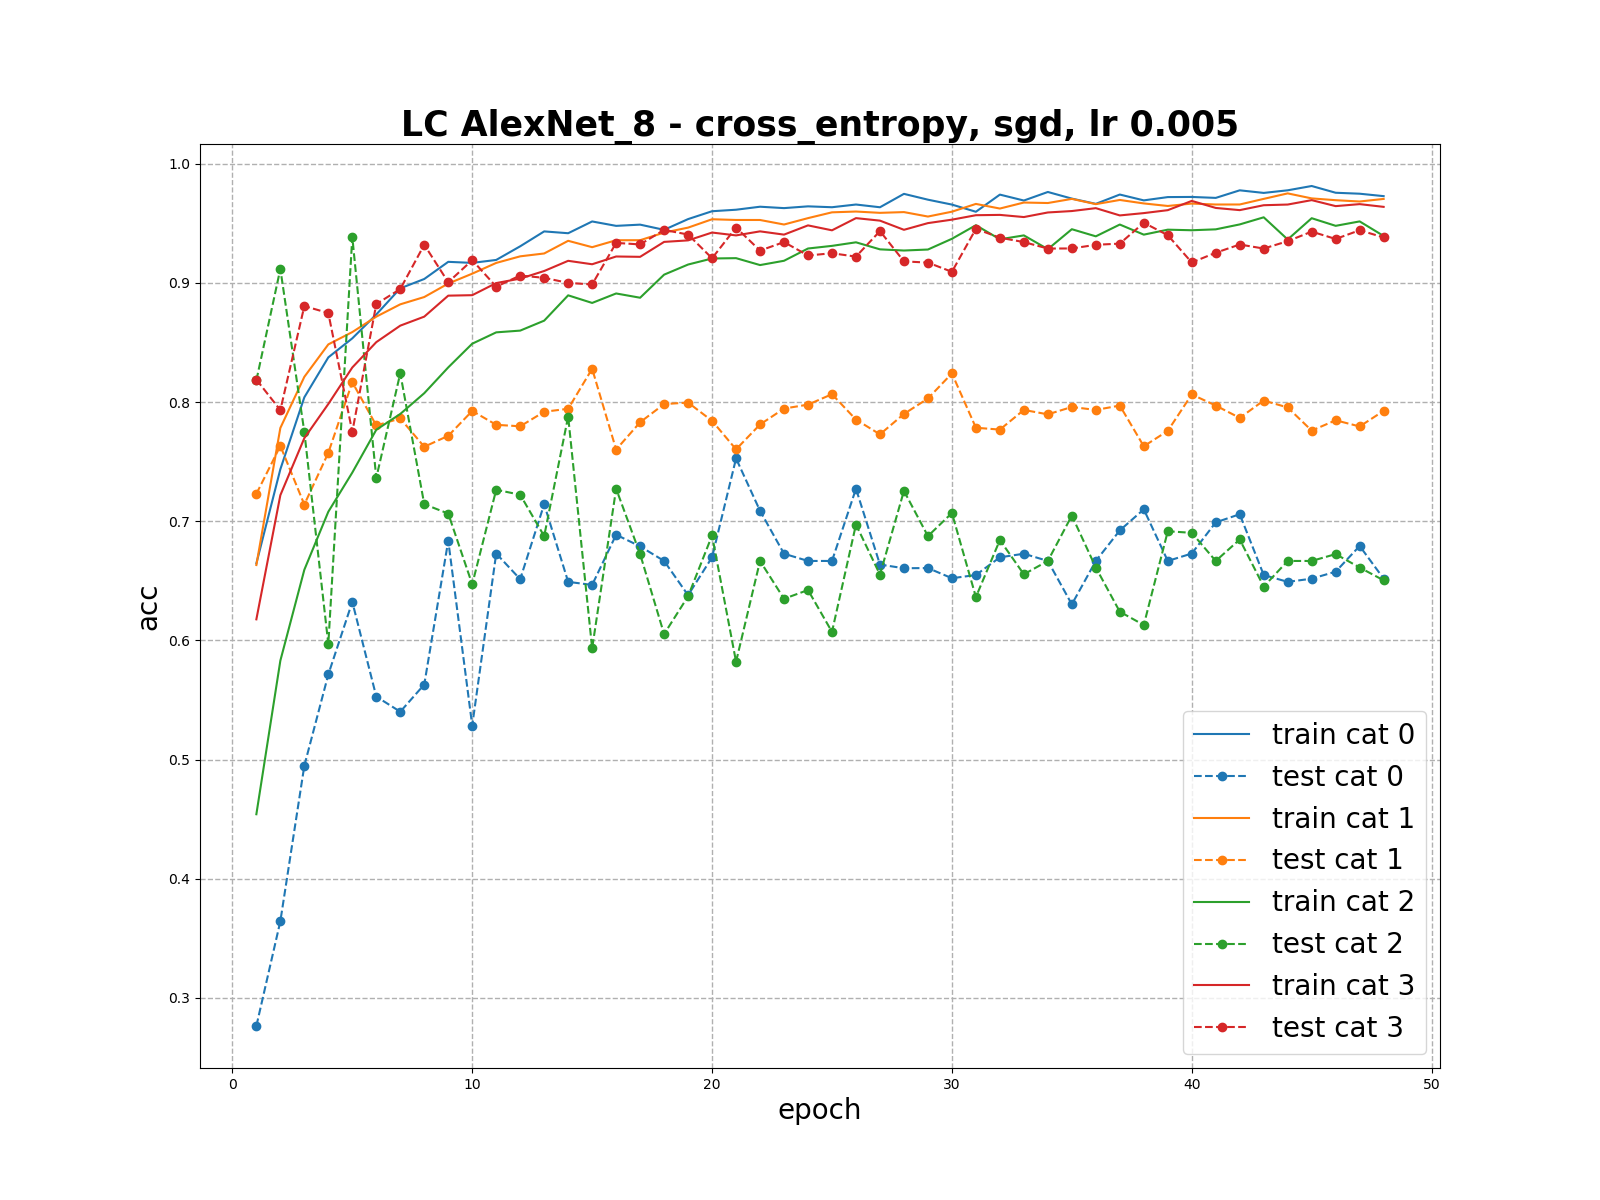 LC AlexNet_8 - cross_entropy, sgd, lr 0.005
acc
1.0
0.9
0.8
0.7
0.6
0.5
0.4
0.3
0
10
20
30
40
50
epoch
train cat 0
test cat 0
train cat 1
test cat 1
train cat 2
test cat 2
train cat 3
test cat 3